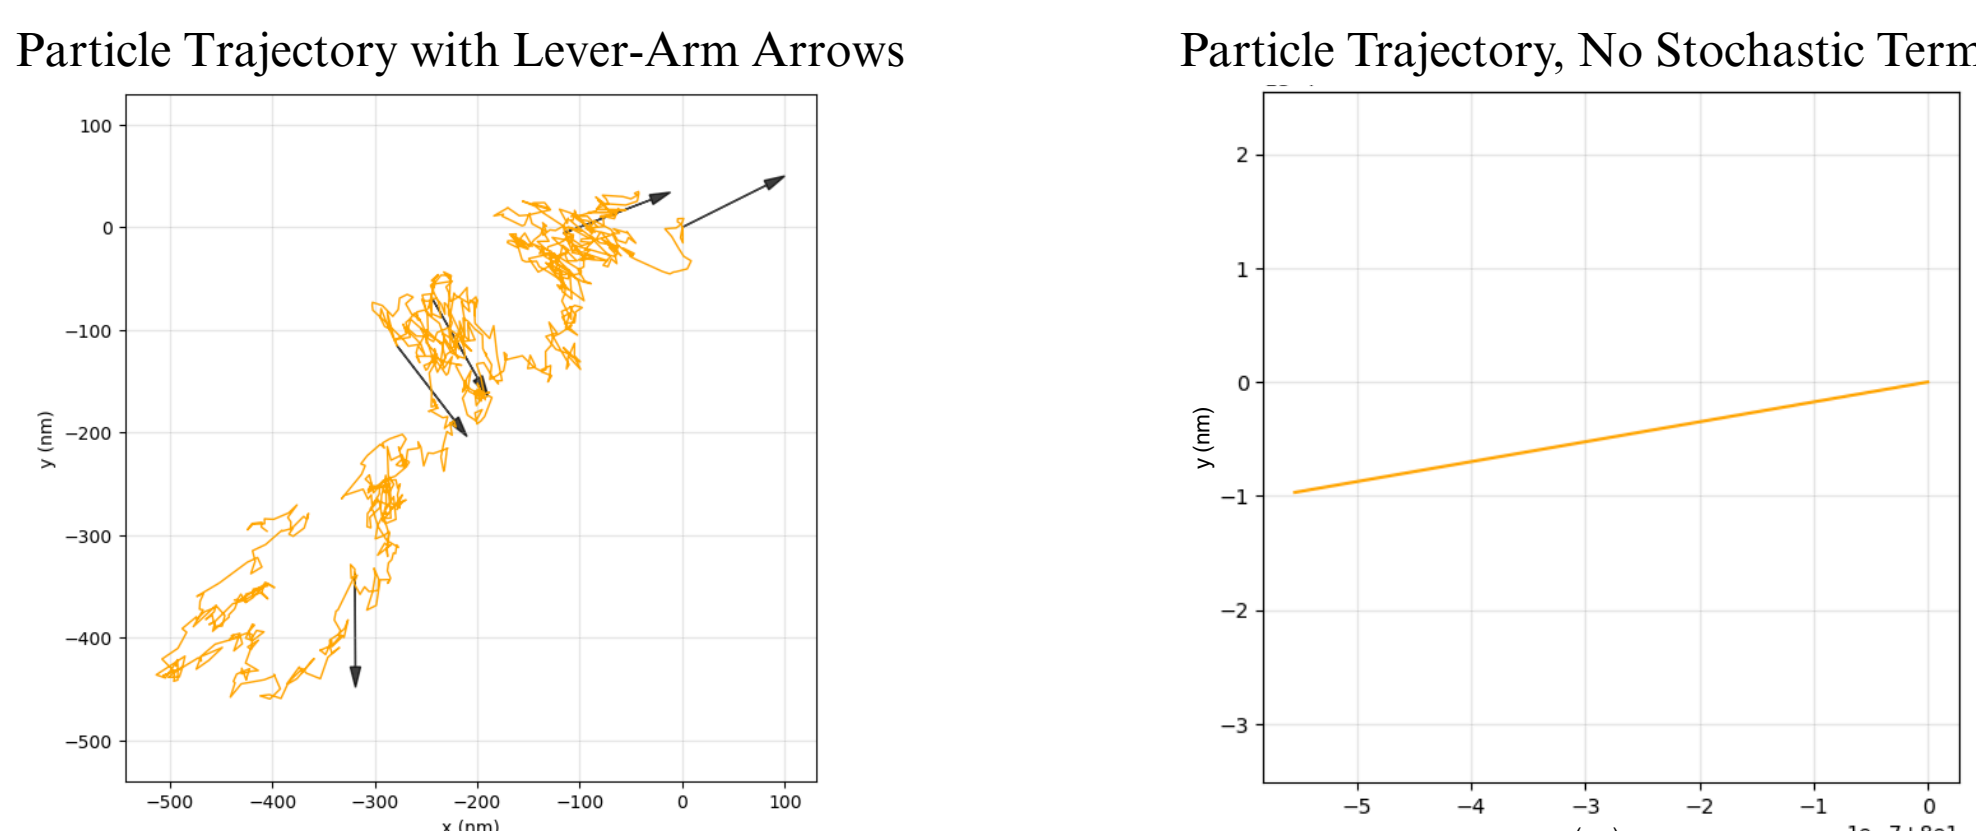 Particle Trajectory with Lever-Arm Arrows
100
0
−100
−200
−300
−400
−500
y (nm)
−500 −400 −300 −200 −100 0 100
x (nm)
Particle Trajectory, No Stochastic Term
2
1
0
−1
−2
−3
y (nm)
−5 −4 −3 −2 −1 0